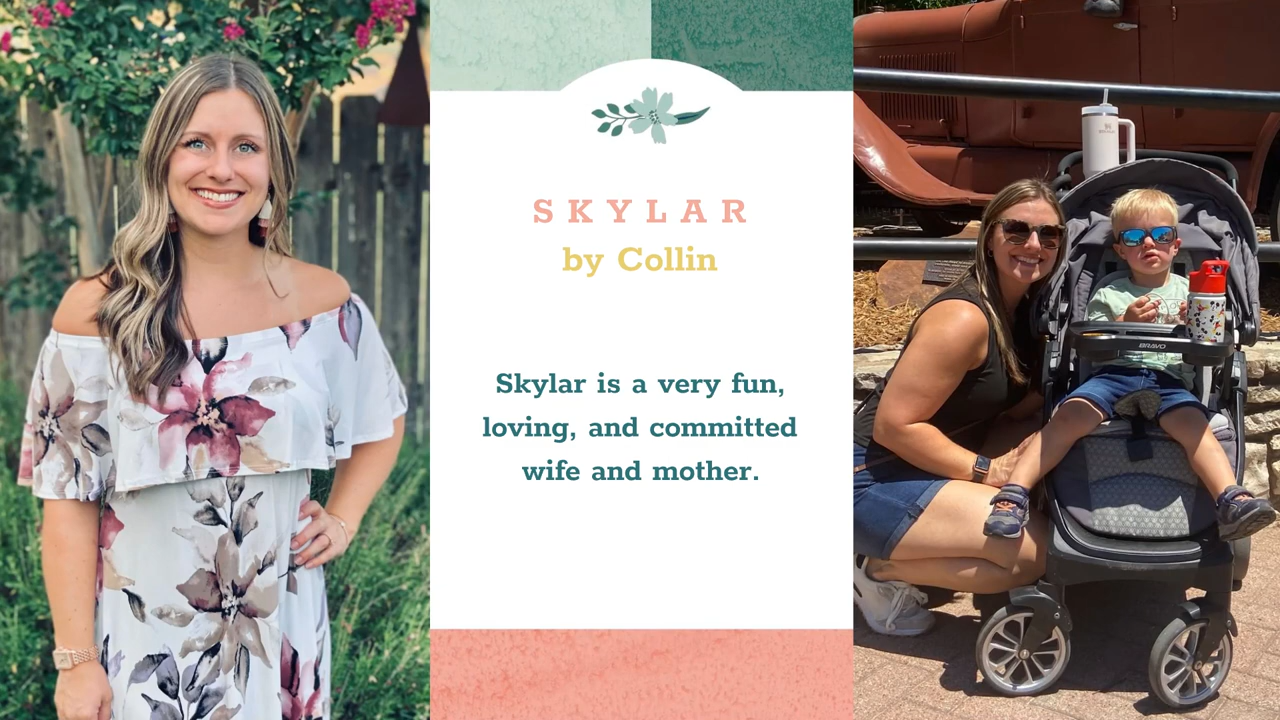 SKYLAR
by Collin
Skylar is a very fun,
loving, and committed
wife and mother.
BRAVO